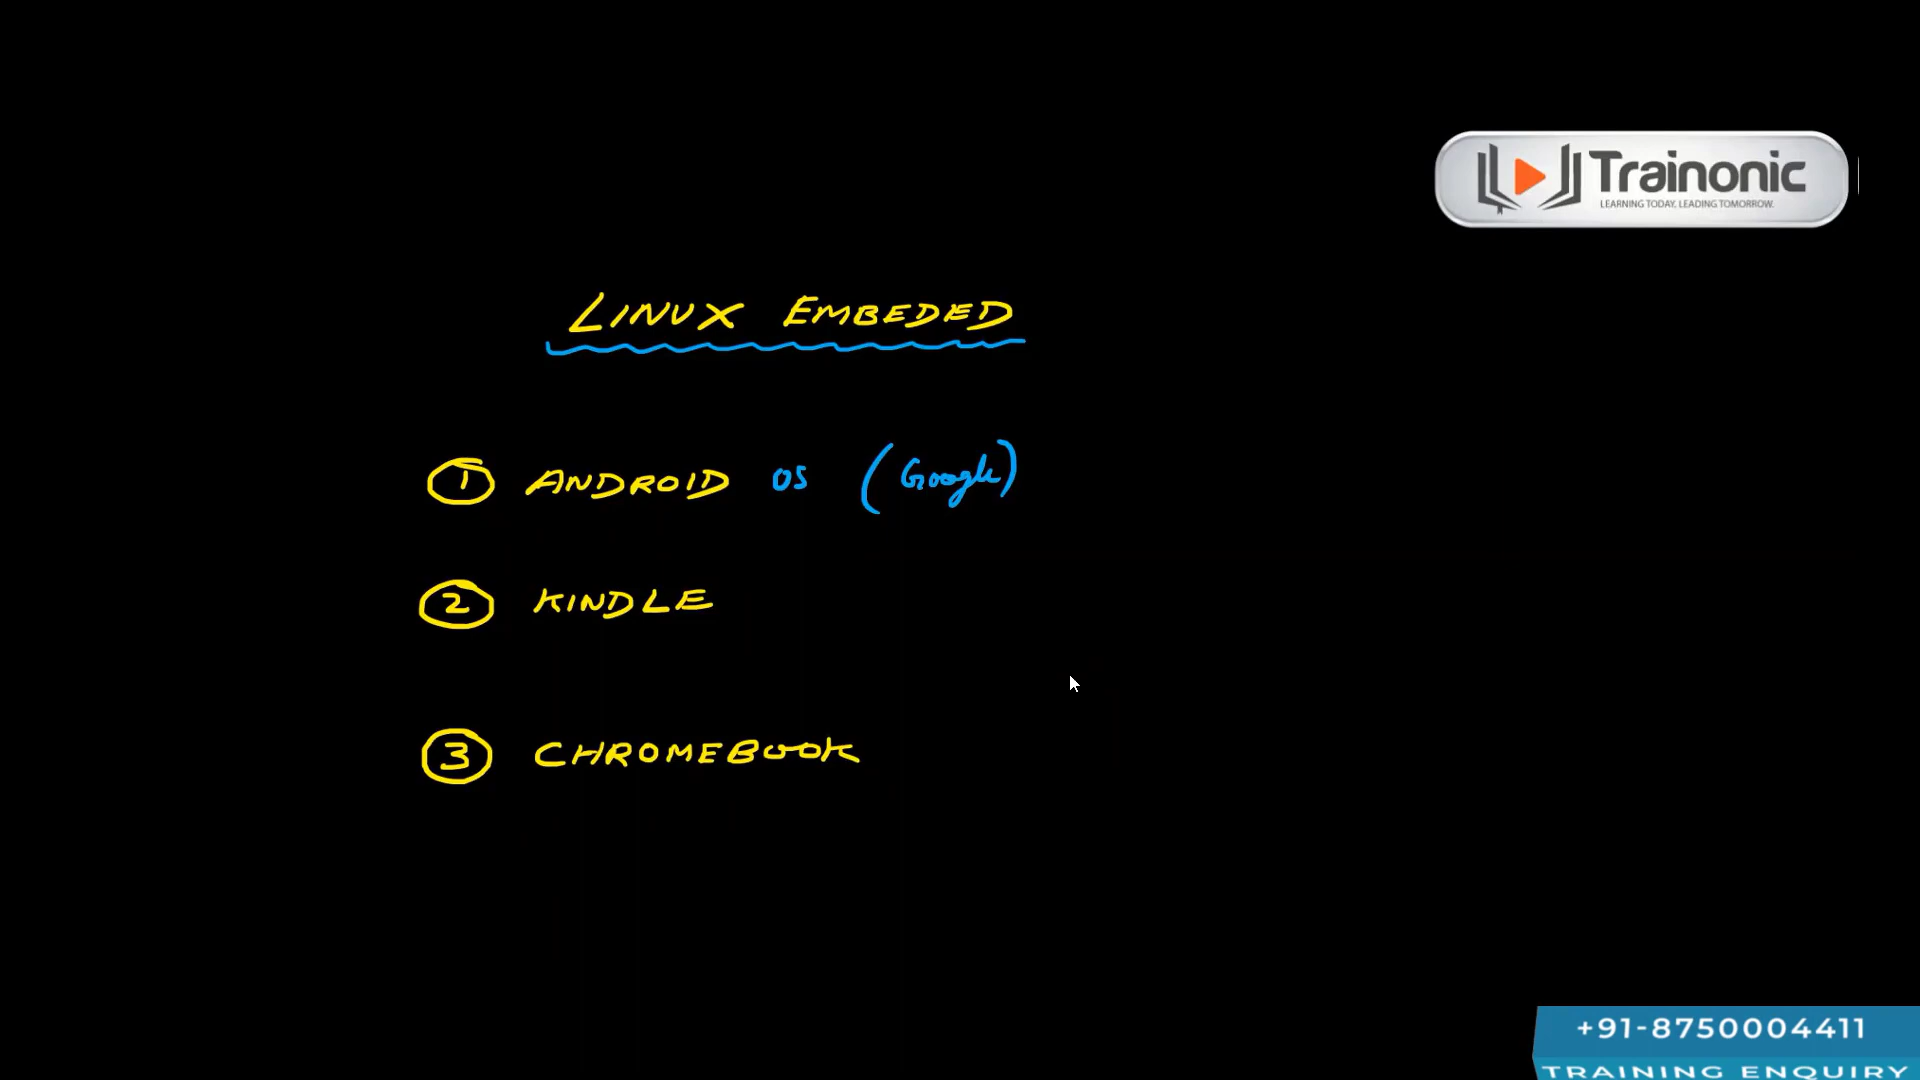 Trainonic
LEARNING TODAY, LEADING TOMORROW.
LINUX EMBEDED
1 ANDROID OS (Google)
2 KINDLE
3 CHROMEBOOK
+91-8750004411
TRAINING ENQUIRY